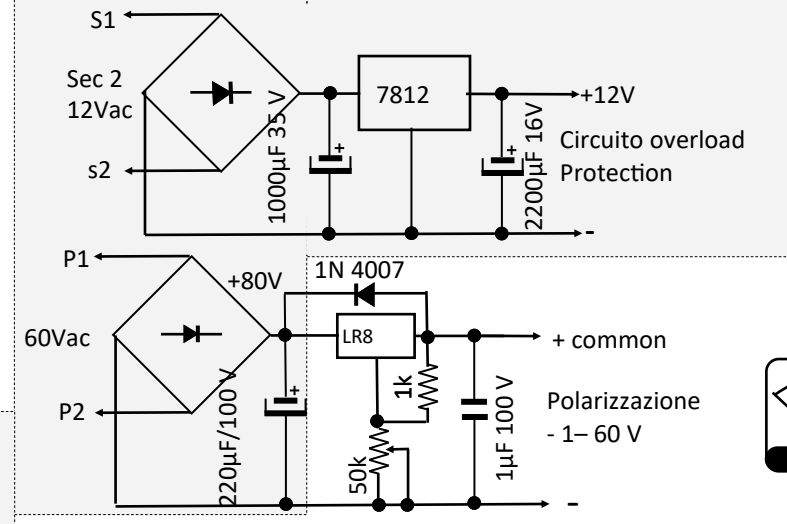 S1
Sec 2
12Vac
s2
1000µF 35 V
7812
+
2200µF 16V
+
+12V
Circuito overload
Protection
-
P1
+80V
1N 4007
60Vac
LR8
P2
220µF/100 V
+
1k
50k
1µF 100 V
+ common
Polarizzazione
- 1– 60 V
-